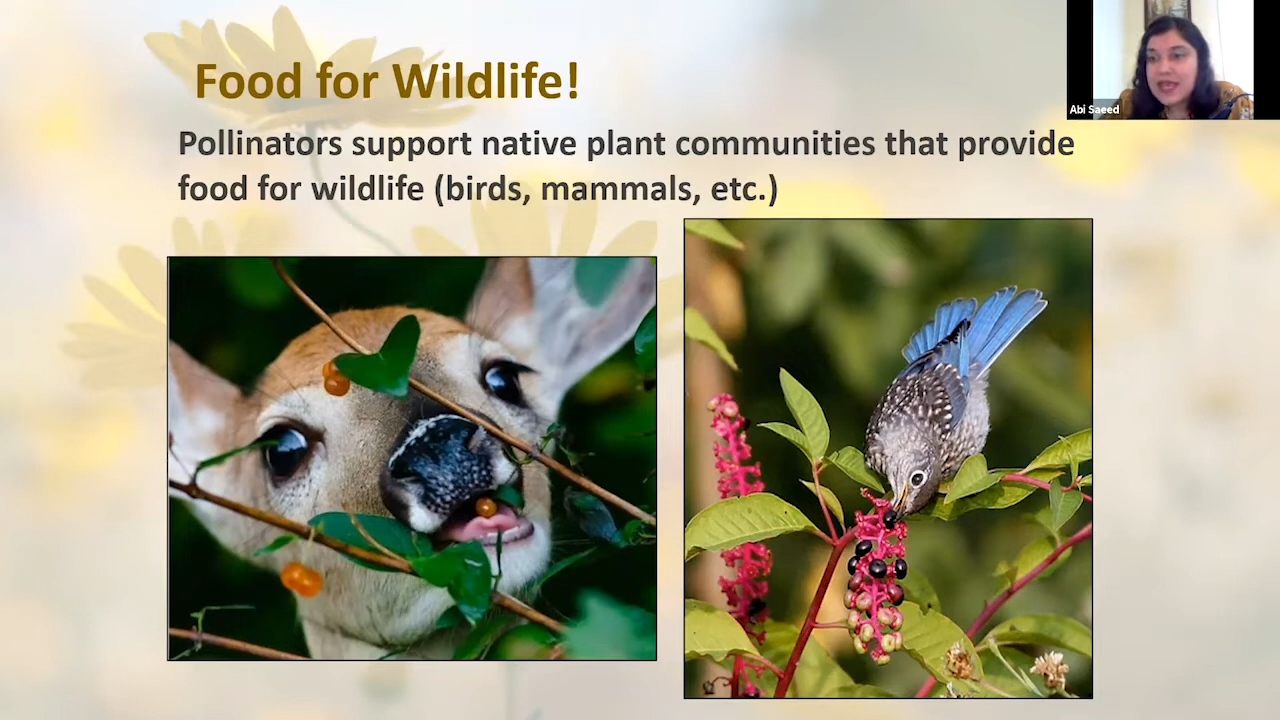 Food for Wildlife!
Pollinators support native plant communities that provide
food for wildlife (birds, mammals, etc.)
Abi Saeed